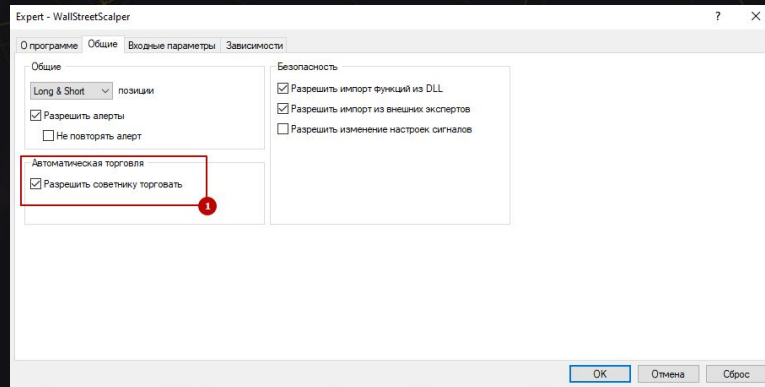 Expert - WallStreetScalper
О программе Общие Входные параметры Зависимости
Общие
Long & Short позиции
Разрешить алерты
Не повторять алерт
Автоматическая торговля
Разрешить советнику торговать
1
Безопасность
Разрешить импорт функций из DLL
Разрешить импорт из внешних экспертов
Разрешить изменение настроек сигналов
OK Отмена Сброс